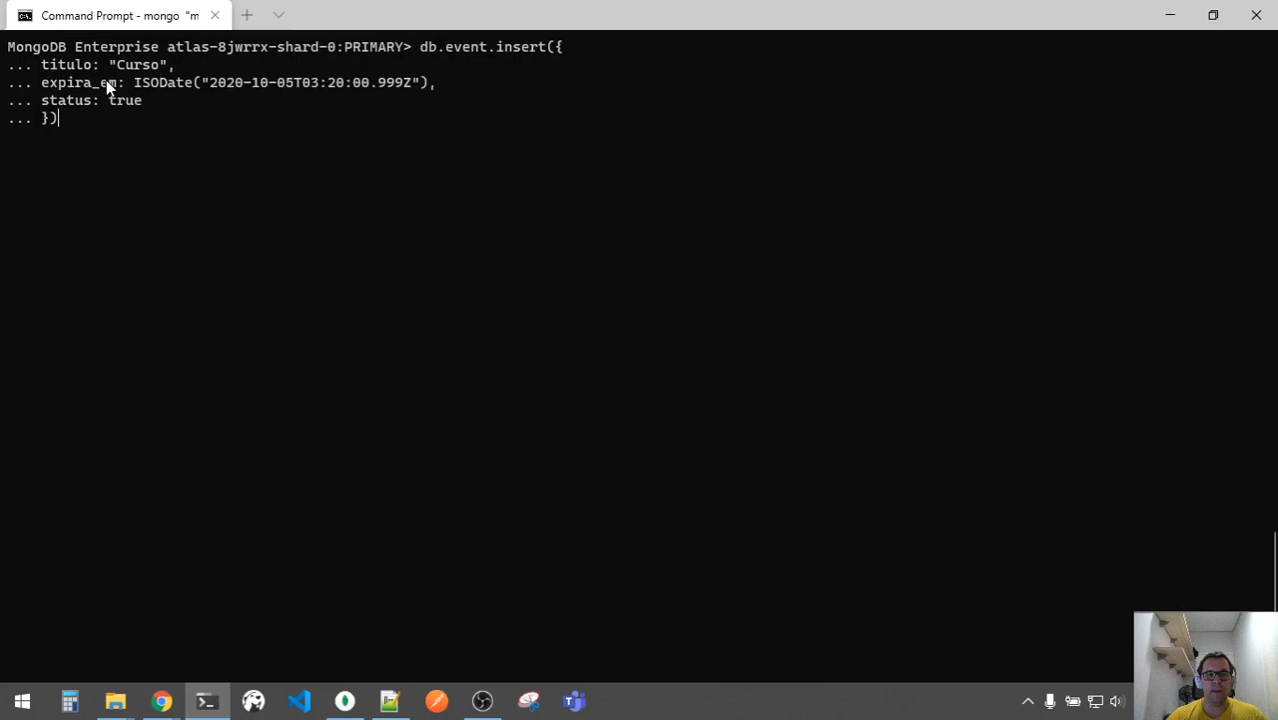 Command Prompt - mongo "m
MongoDB Enterprise atlas-8jwrrx-shard-0:PRIMARY> db.event.insert({
... titulo: "Curso",
... expira_em: ISODate("2020-10-05T03:20:00.999Z"),
... status: true
... })